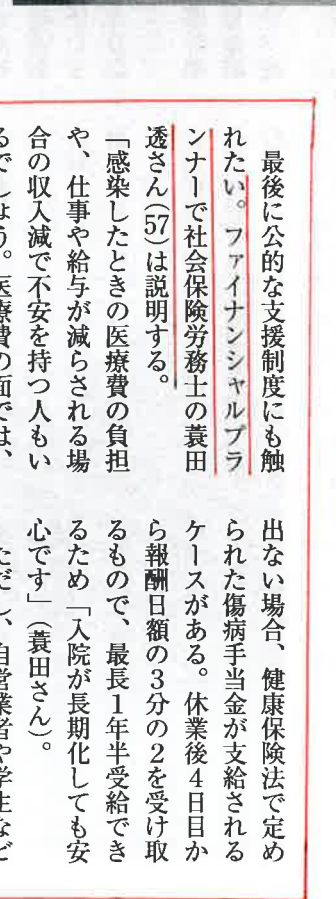 最後に公的な支援制度にも触
れたい。ファイナンシャルプラ
ンナーで社会保険労務士の蓑田
透さん(57)は説明する。
「感染したときの医療費の負担
や、仕事や給与が減らされる場
合の収入減で不安を持つ人もい
るでしょう。医療費の面では、
出ない場合、健康保険法で定め
られた傷病手当金が支給される
ケースがある。休業後4日目か
ら報酬日額の3分の2を受け取
るもので、最長1年半受給でき
るため「入院が長期化しても安
心です」(蓑田さん)。
ただし、自営業者や学生など